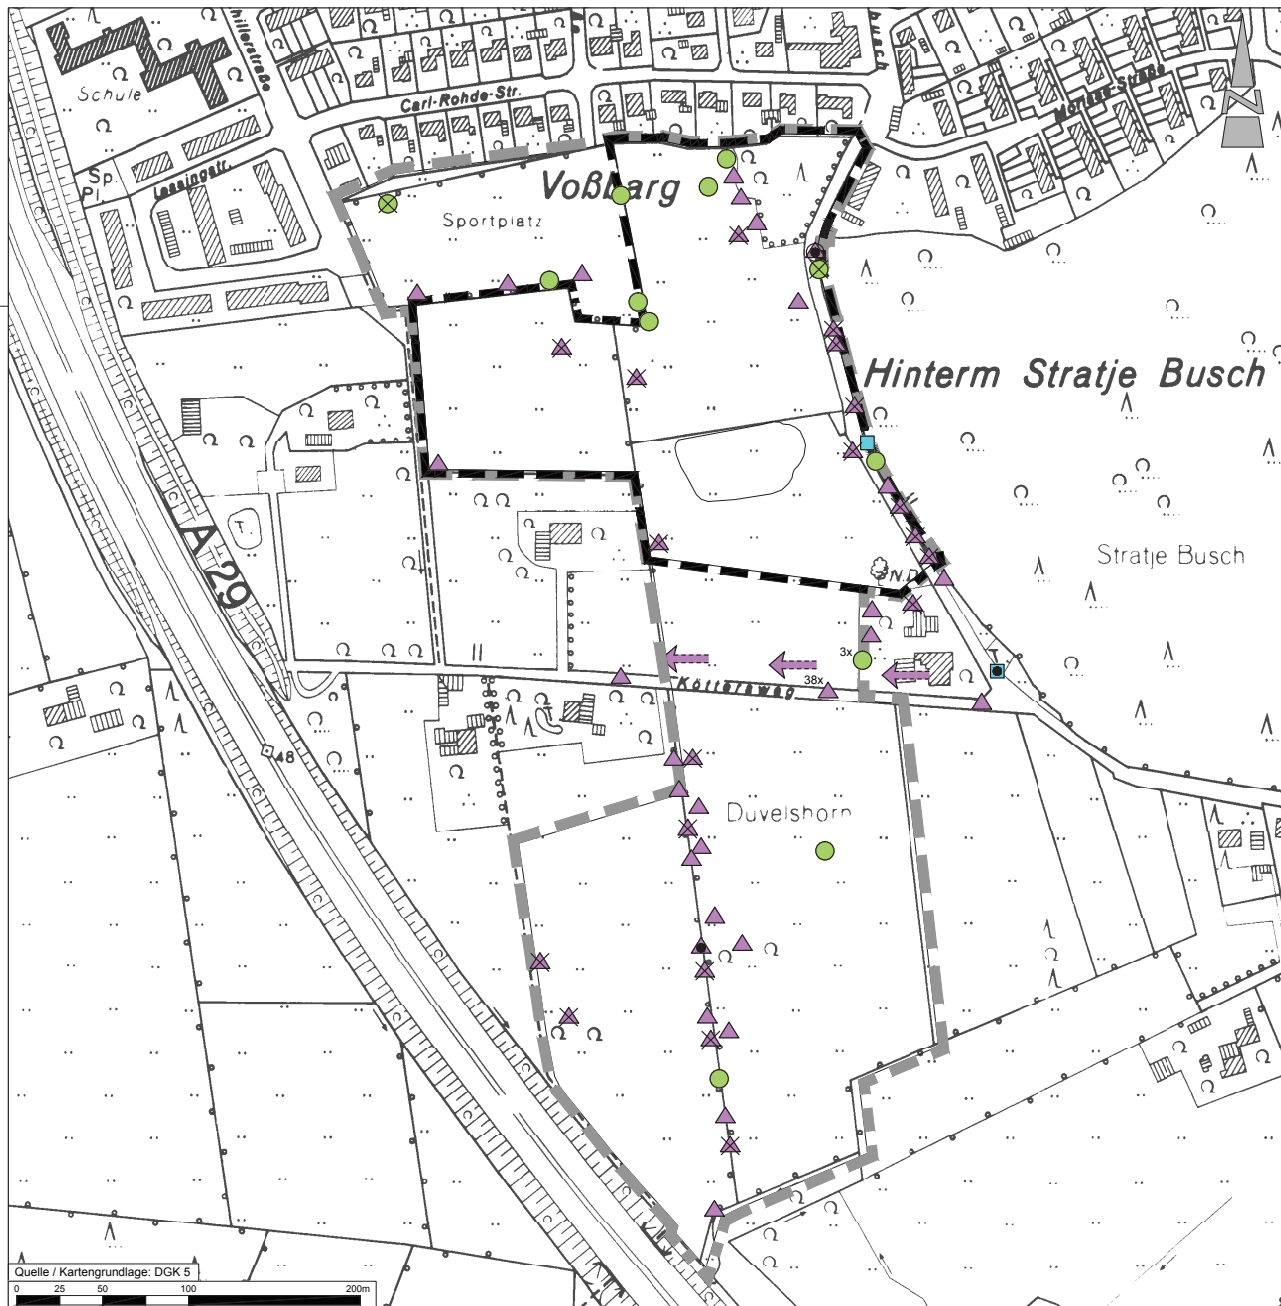 Schule
Carl-Rohde-Str.
Sp.
Pl.
Lessingstr.
Voßbarg
Sportplatz
Hinterm Stratje Busch
Stratje Busch
A 29
T.
N.D.
3x
38x
T
Köttersweg
T.
48
Duvelshorn
Quelle / Kartengrundlage: DGK 5
0 25 50 100 200m